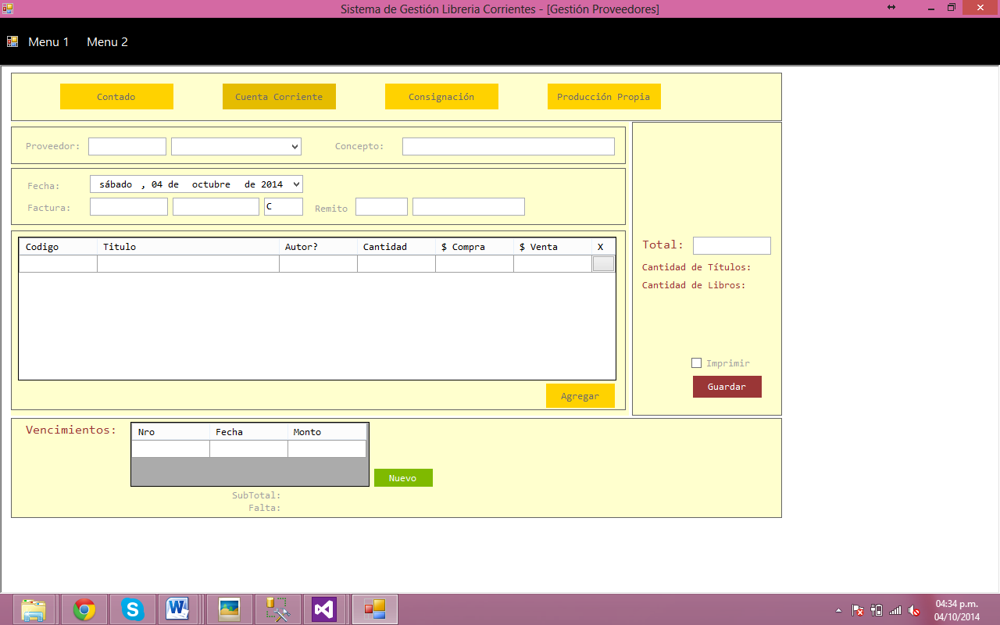 Sistema de Gestión Libreria Corrientes - [Gestión Proveedores]
Menu 1 Menu 2
Contado Cuenta Corriente Consignación Producción Propia
Proveedor: Concepto:
Fecha: sábado , 04 de octubre de 2014
Factura: C Remito
Codigo Titulo Autor? Cantidad $ Compra $ Venta X
Total:
Cantidad de Títulos:
Cantidad de Libros:
Imprimir
Guardar
Agregar
Vencimientos: Nro Fecha Monto
Nuevo
SubTotal:
Falta:
04:34 p.m.
04/10/2014